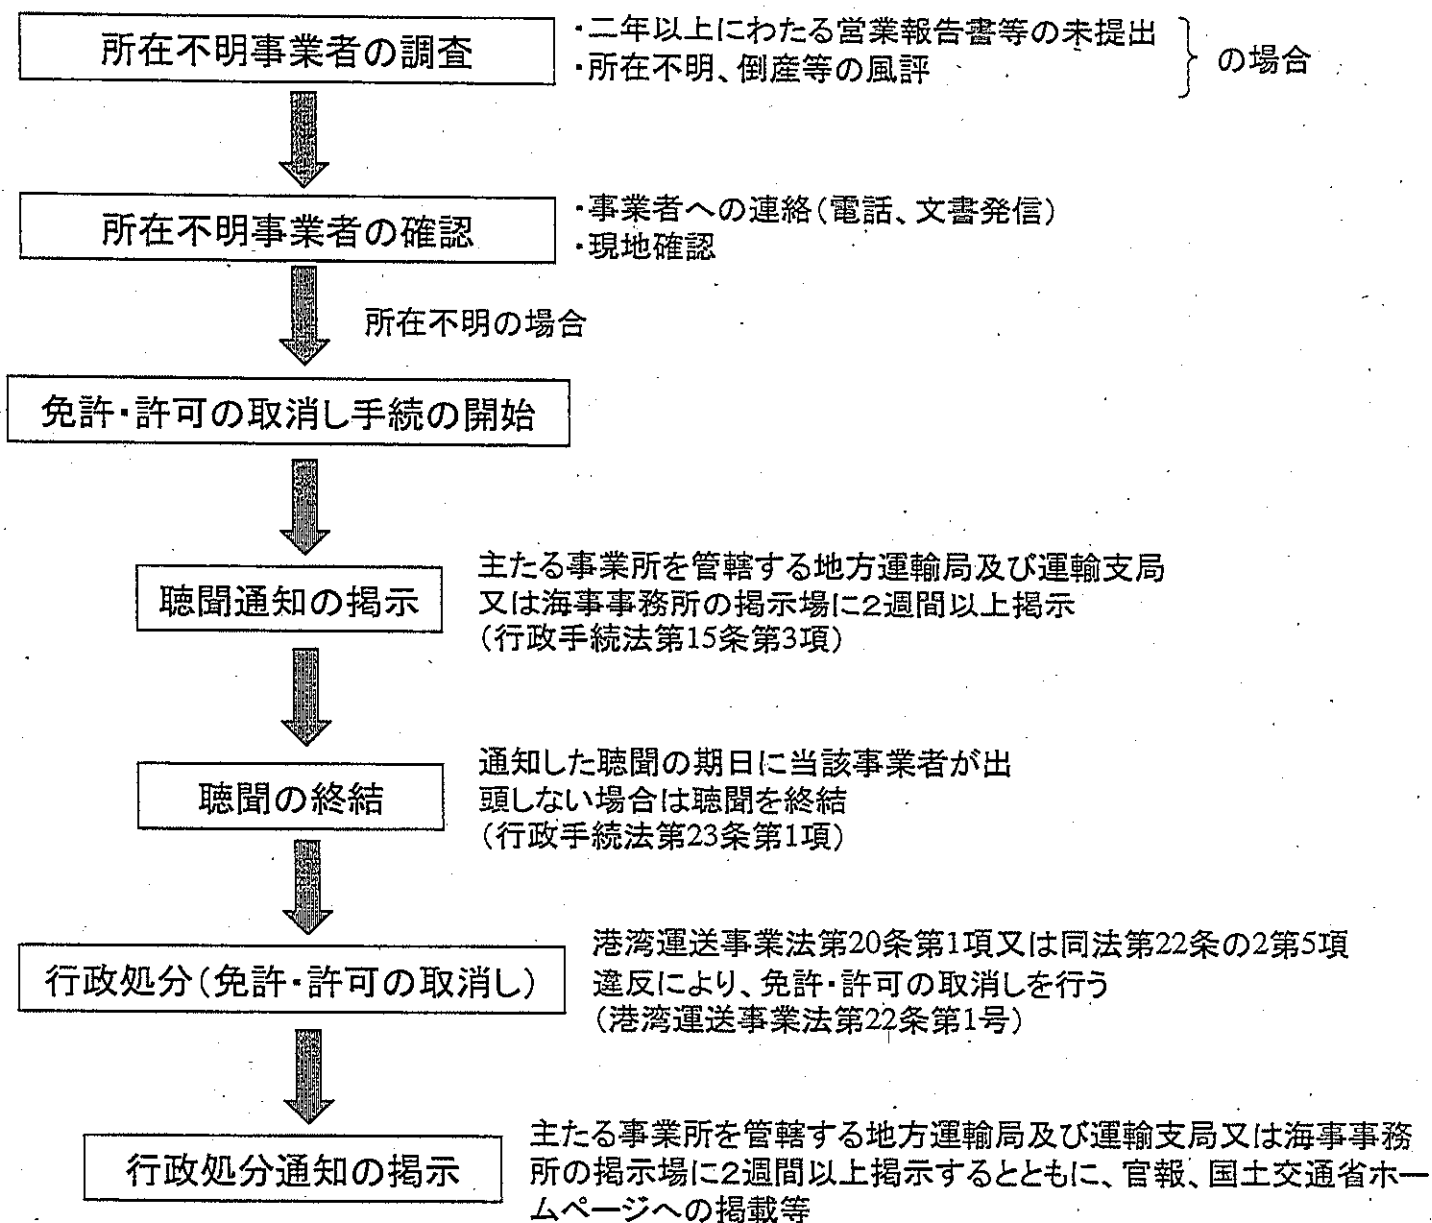 所在不明事業者の調査
・二年以上にわたる営業報告書等の未提出
・所在不明、倒産等の風評
の場合
所在不明事業者の確認
・事業者への連絡(電話、文書発信)
・現地確認
所在不明の場合
免許・許可の取消し手続の開始
聴聞通知の掲示
主たる事業所を管轄する地方運輸局及び運輸支局
又は海事事務所の掲示場に2週間以上掲示
(行政手続法第15条第3項)
聴聞の終結
通知した聴聞の期日に当該事業者が出
頭しない場合は聴聞を終結
(行政手続法第23条第1項)
行政処分(免許・許可の取消し)
港湾運送事業法第20条第1項又は同法第22条の2第5項
違反により、免許・許可の取消しを行う
(港湾運送事業法第22条第1号)
行政処分通知の掲示
主たる事業所を管轄する地方運輸局及び運輸支局又は海事事務
所の掲示場に2週間以上掲示するとともに、官報、国土交通省ホー
ムページへの掲載等